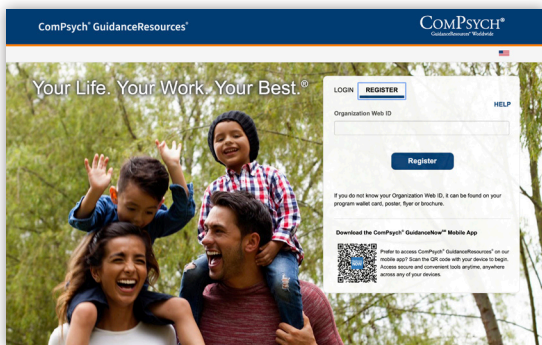 ComPsych® GuidanceResources®
COMPSYCH®
GuidanceResources® Worldwide
Your Life. Your Work. Your Best.®
LOGIN REGISTER
HELP
Organization Web ID
Register
If you do not know your Organization Web ID, it can be found on your
program wallet card, poster, flyer or brochure.
Download the ComPsych® GuidanceNow℠ Mobile App
Prefer to access ComPsych® GuidanceResources® on our
mobile app? Scan the QR code with your device to begin.
Access secure and convenient tools anytime, anywhere
across any of your devices.